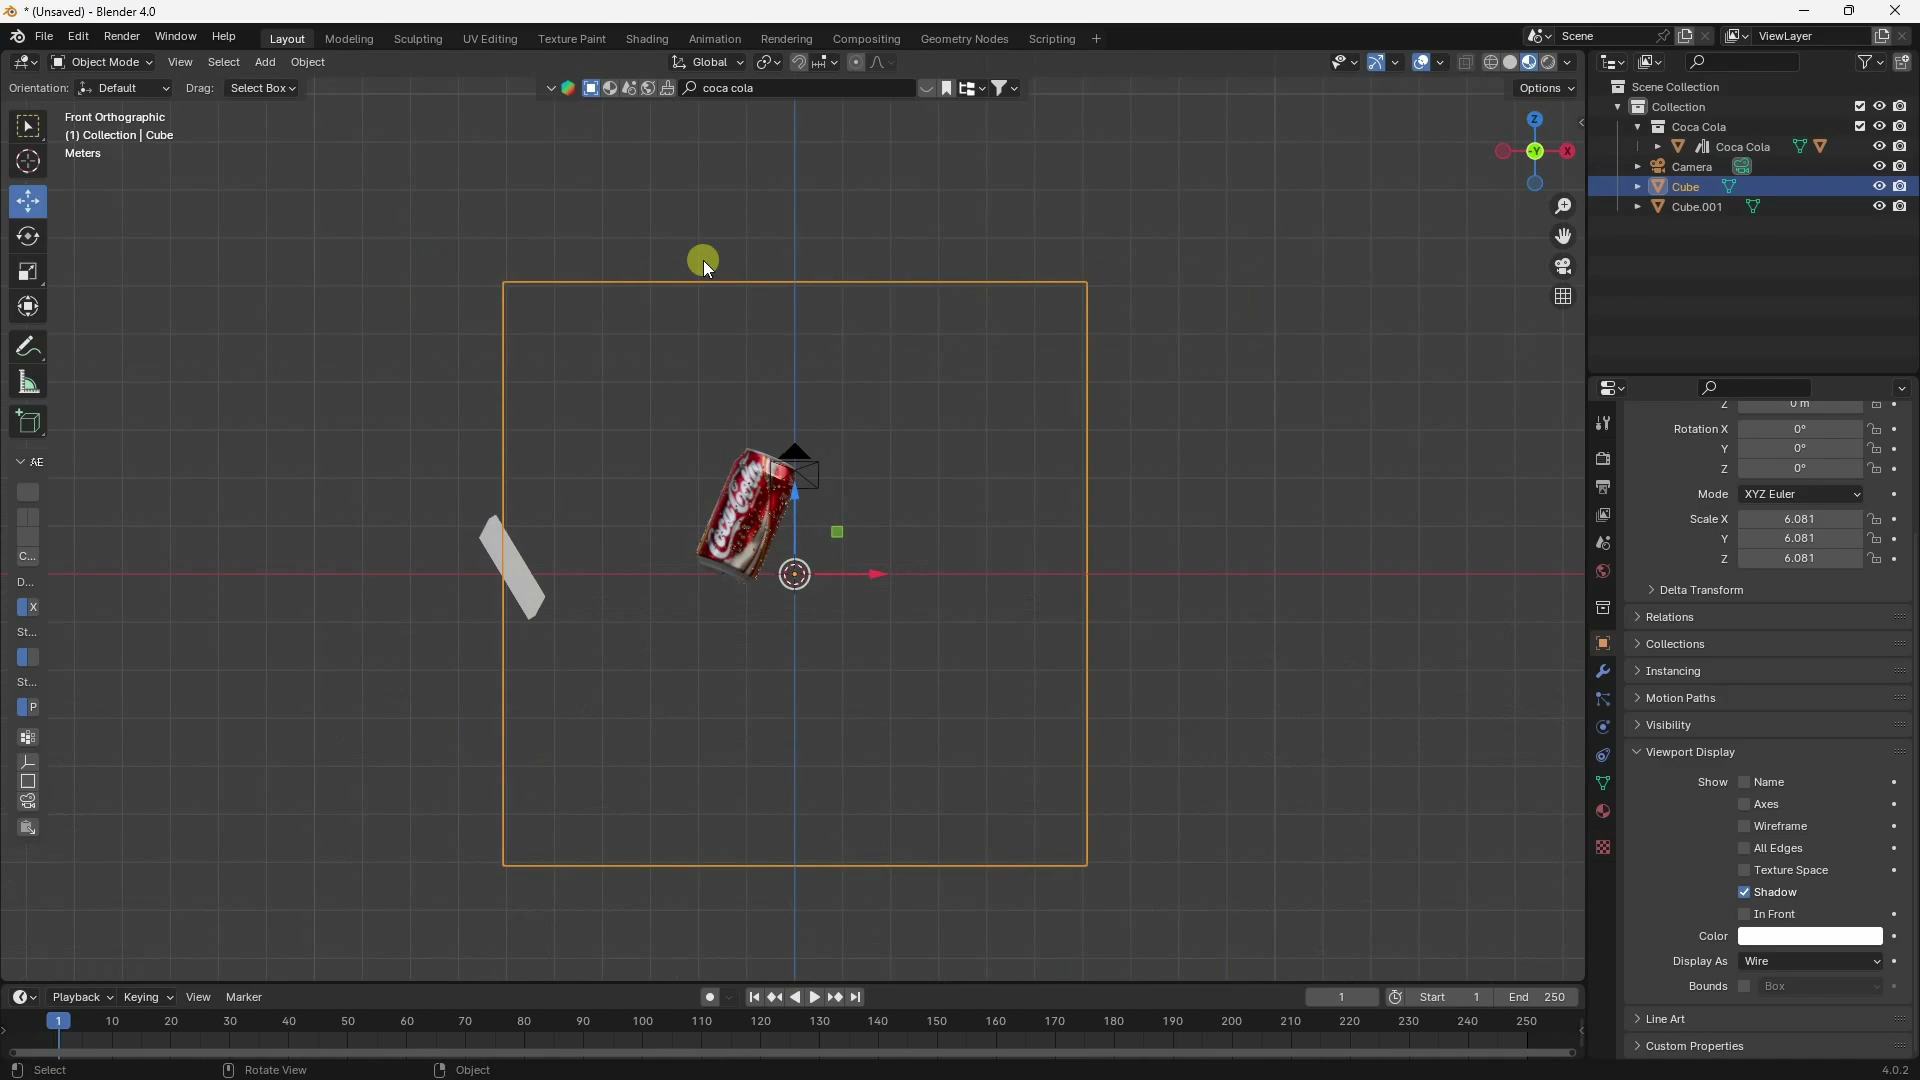 * (Unsaved) - Blender 4.0
File Edit Render Window Help
Layout Modeling Sculpting UV Editing Texture Paint Shading Animation Rendering Compositing Geometry Nodes Scripting +
Scene
ViewLayer
Object Mode View Select Add Object
Global
Orientation: Default Drag: Select Box
coca cola
Options
Front Orthographic
(1) Collection | Cube
Meters
Z
-Y
X
Coca-Cola
AE
C...
D...
X
St...
St...
P
Scene Collection
Collection
Coca Cola
Coca Cola
Camera
Cube
Cube.001
Z 0 m
Rotation X 0°
Y 0°
Z 0°
Mode XYZ Euler
Scale X 6.081
Y 6.081
Z 6.081
Delta Transform
Relations
Collections
Instancing
Motion Paths
Visibility
Viewport Display
Show Name
Axes
Wireframe
All Edges
Texture Space
Shadow
In Front
Color
Display As Wire
Bounds Box
Line Art
Custom Properties
Playback Keying View Marker
1 Start 1 End 250
1 10 20 30 40 50 60 70 80 90 100 110 120 130 140 150 160 170 180 190 200 210 220 230 240 250
Select Rotate View Object
4.0.2